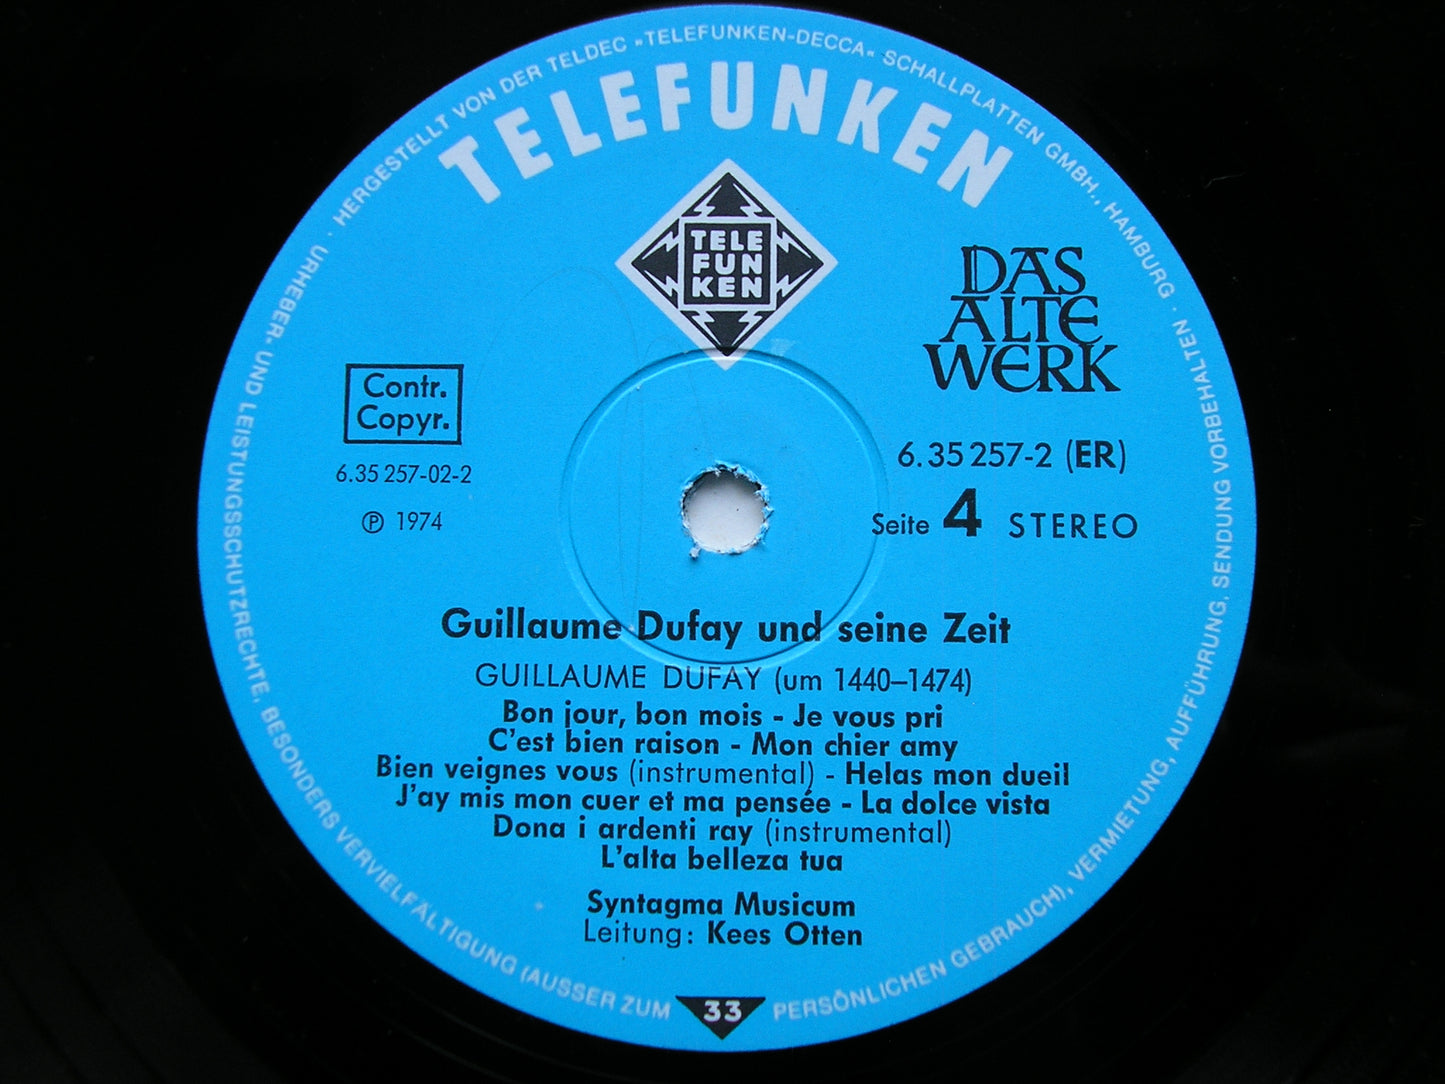 HERGESTELLT VON DER TELDEC »TELEFUNKEN-DECCA« SCHALLPLATTEN GMBH., HAMBURG · URHEBER- UND LEISTUNGSSCHUTZRECHTE, BESONDERS VERVIELFÄLTIGUNG (AUSSER ZUM PERSÖNLICHEN GEBRAUCH), VERMIETUNG, AUFFÜHRUNG, SENDUNG VORBEHALTEN ·
TELEFUNKEN
TELE
FUN
KEN
DAS
ALTE
WERK
Contr.
Copyr.
6.35 257-02-2
℗ 1974
6.35 257-2 (ER)
Seite 4 STEREO
Guillaume Dufay und seine Zeit
GUILLAUME DUFAY (um 1440–1474)
Bon jour, bon mois - Je vous pri
C'est bien raison - Mon chier amy
Bien veignes vous (instrumental) - Helas mon dueil
J'ay mis mon cuer et ma pensée - La dolce vista
Dona i ardenti ray (instrumental)
L'alta belleza tua
Syntagma Musicum
Leitung: Kees Otten
33